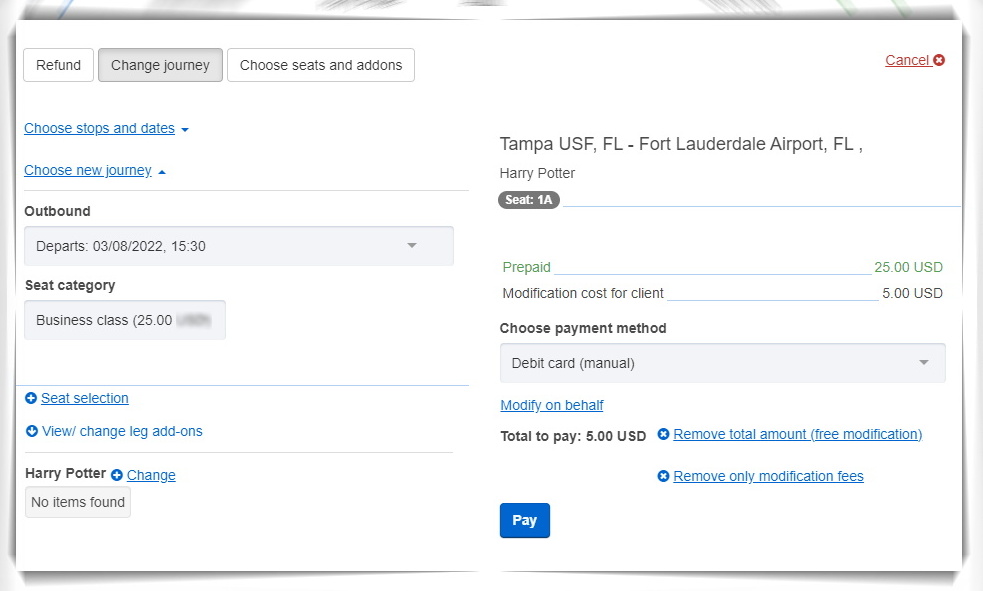 Refund
Change journey
Choose seats and addons
Cancel
Choose stops and dates
Choose new journey
Outbound
Departs: 03/08/2022, 15:30
Seat category
Business class (25.00
Seat selection
View/ change leg add-ons
Harry Potter Change
No items found
Tampa USF, FL - Fort Lauderdale Airport, FL ,
Harry Potter
Seat: 1A
Prepaid 25.00 USD
Modification cost for client 5.00 USD
Choose payment method
Debit card (manual)
Modify on behalf
Total to pay: 5.00 USD Remove total amount (free modification)
Remove only modification fees
Pay